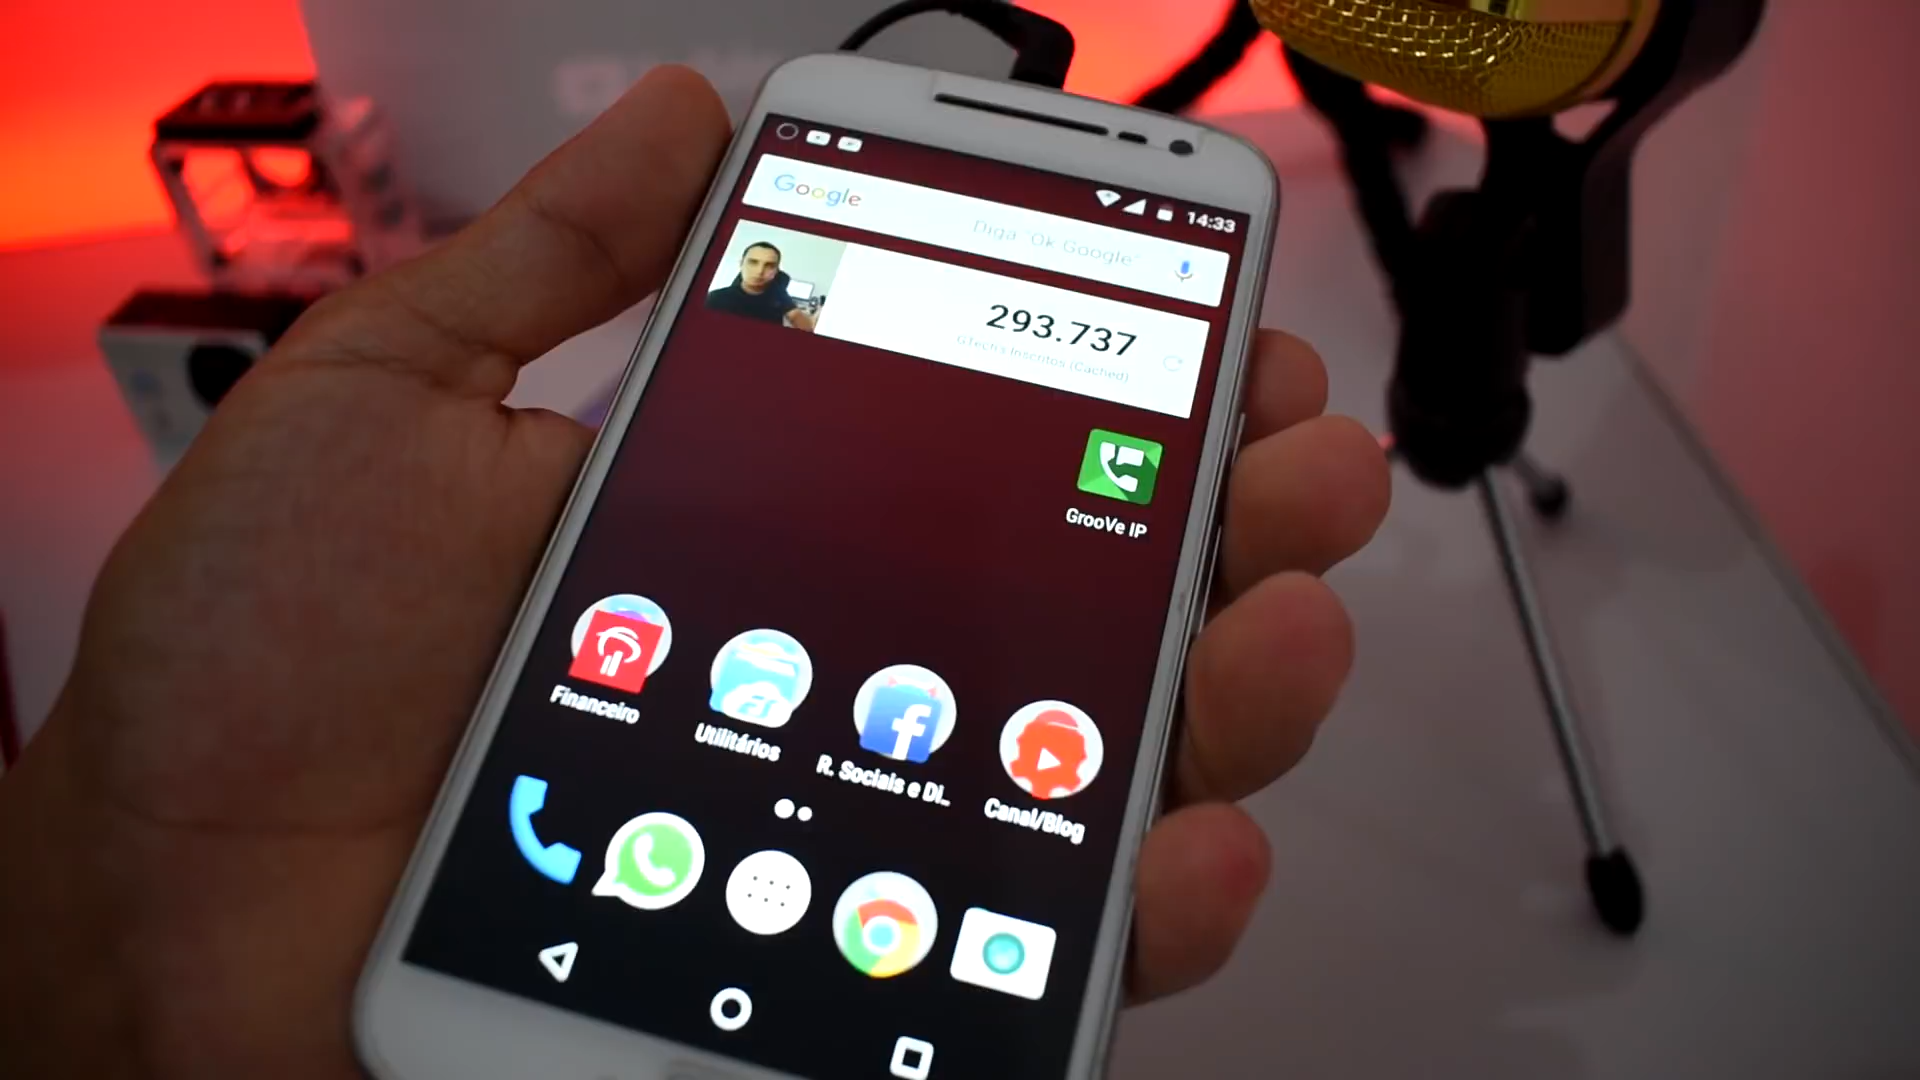 14:33
Google
Diga "Ok Google"
293.737
GTech's Inscritos (Cached)
GrooVe IP
Financeiro
Utilitários
R. Sociais e Di...
Canal/Blog